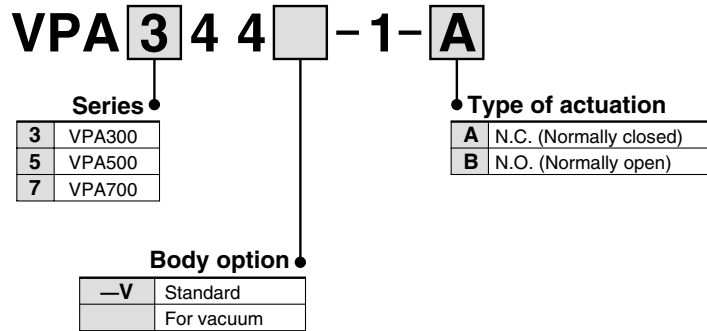 VPA 3 4 4 – 1 – A
Series
3 VPA300
5 VPA500
7 VPA700
Type of actuation
A N.C. (Normally closed)
B N.O. (Normally open)
Body option
—V Standard
For vacuum